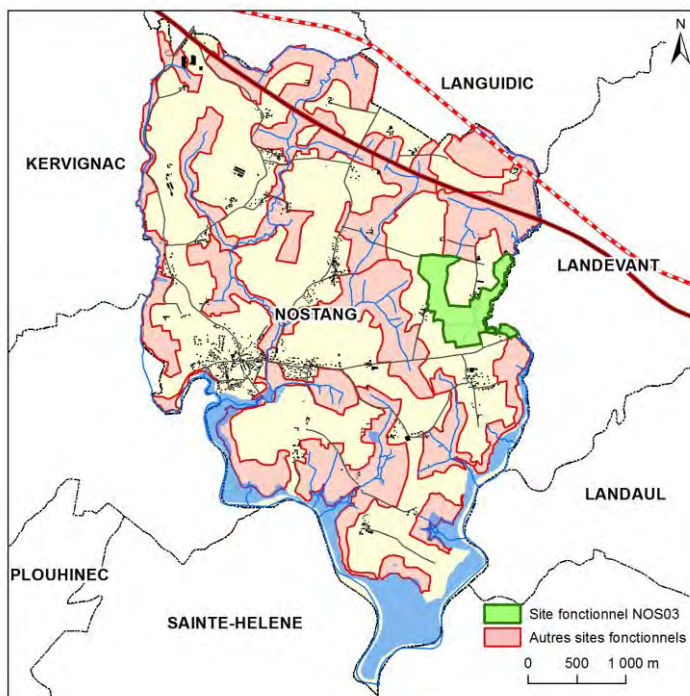 N
LANGUIDIC
KERVIGNAC
LANDEVANT
NOSTANG
LANDAUL
PLOUHINEC
SAINTE-HELENE
Site fonctionnel NOS03
Autres sites fonctionnels
0 500 1 000 m